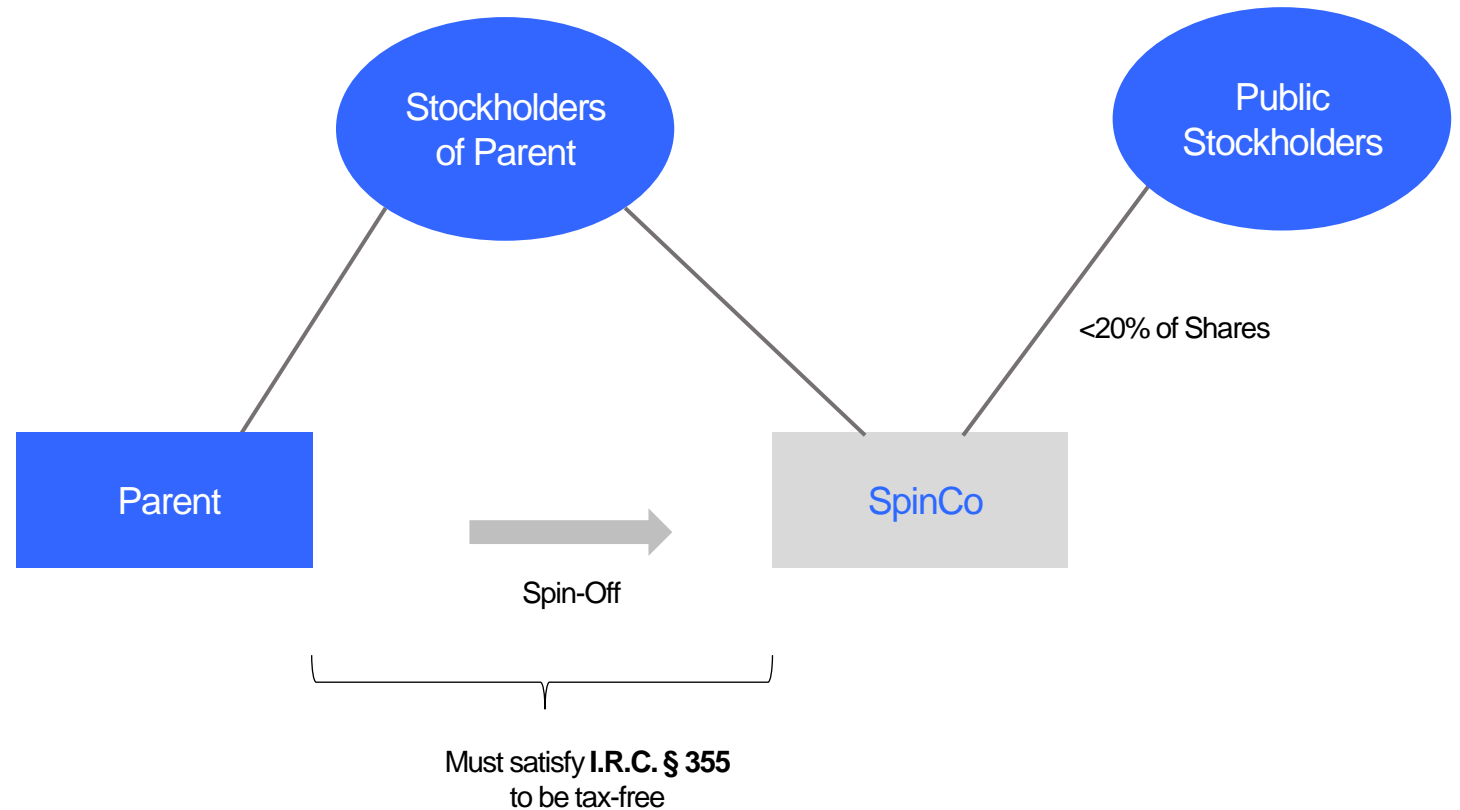 Stockholders
of Parent
Public
Stockholders
<20% of Shares
Parent
SpinCo
Spin-Off
Must satisfy I.R.C. § 355
to be tax-free